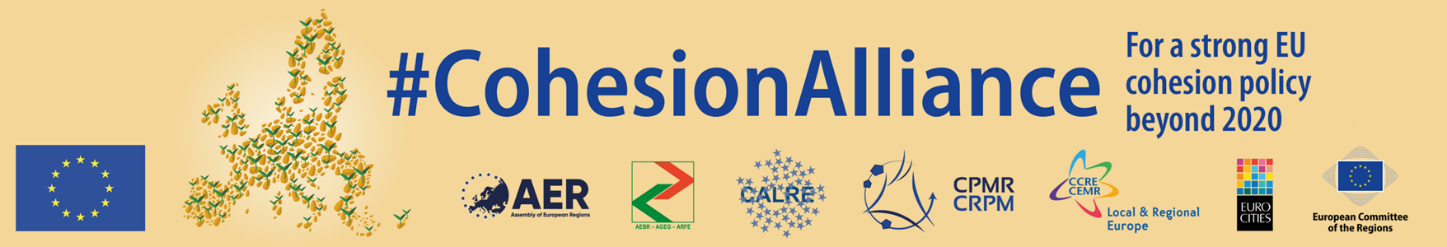 #CohesionAlliance
For a strong EU
cohesion policy
beyond 2020
AER
Assembly of European Regions
AEBR - AGEG - ARFE
CALRE
CPMR
CRPM
CCRE
CEMR
Local & Regional
Europe
EURO
CITIES
European Committee
of the Regions